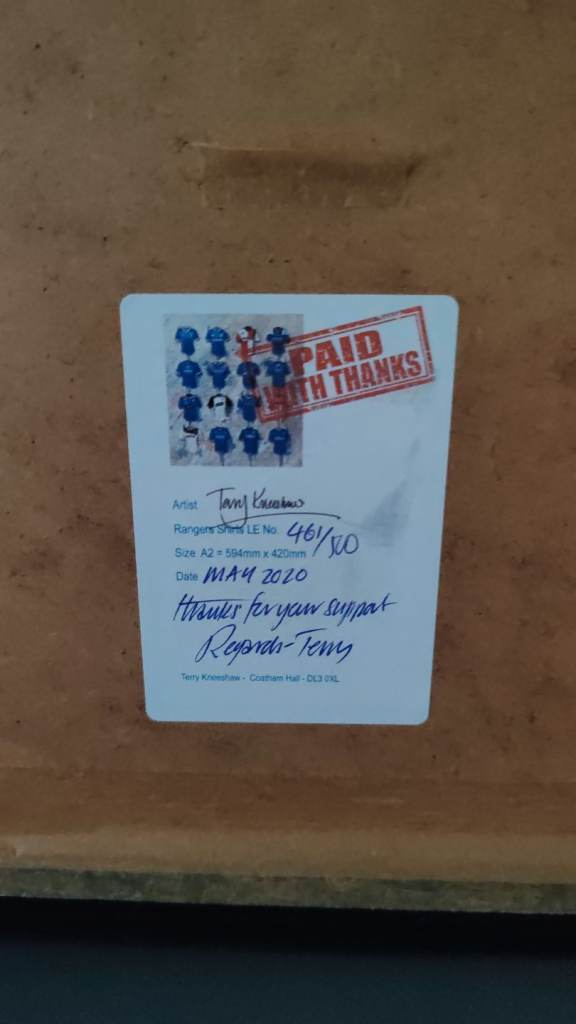 PAID
WITH THANKS
Artist Terry Kneeshaw
Rangers Shirts LE No. 461/500
Size A2 = 594mm x 420mm
Date MAY 2020
Thanks for your support
Regards - Terry
Terry Kneeshaw - Coatham Hall - DL3 0XL